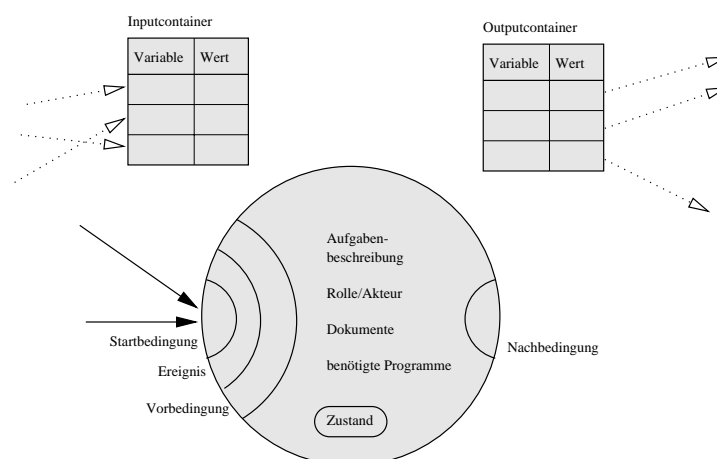 Inputcontainer
Outputcontainer
Variable Wert
Variable Wert
Aufgaben-
beschreibung
Rolle/Akteur
Dokumente
benötigte Programme
Startbedingung
Ereignis
Vorbedingung
Nachbedingung
Zustand